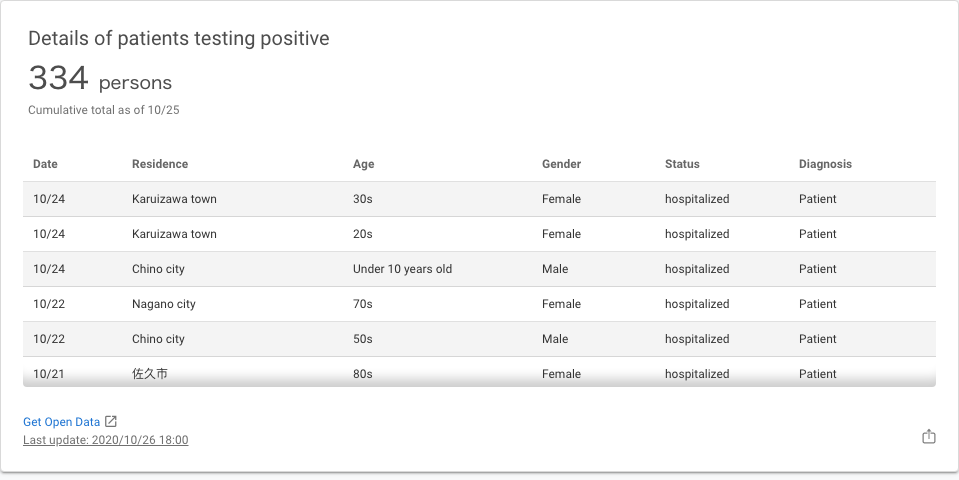 Details of patients testing positive
334 persons
Cumulative total as of 10/25
Date Residence Age Gender Status Diagnosis
10/24 Karuizawa town 30s Female hospitalized Patient
10/24 Karuizawa town 20s Female hospitalized Patient
10/24 Chino city Under 10 years old Male hospitalized Patient
10/22 Nagano city 70s Female hospitalized Patient
10/22 Chino city 50s Male hospitalized Patient
10/21 佐久市 80s Female hospitalized Patient
Get Open Data
Last update: 2020/10/26 18:00